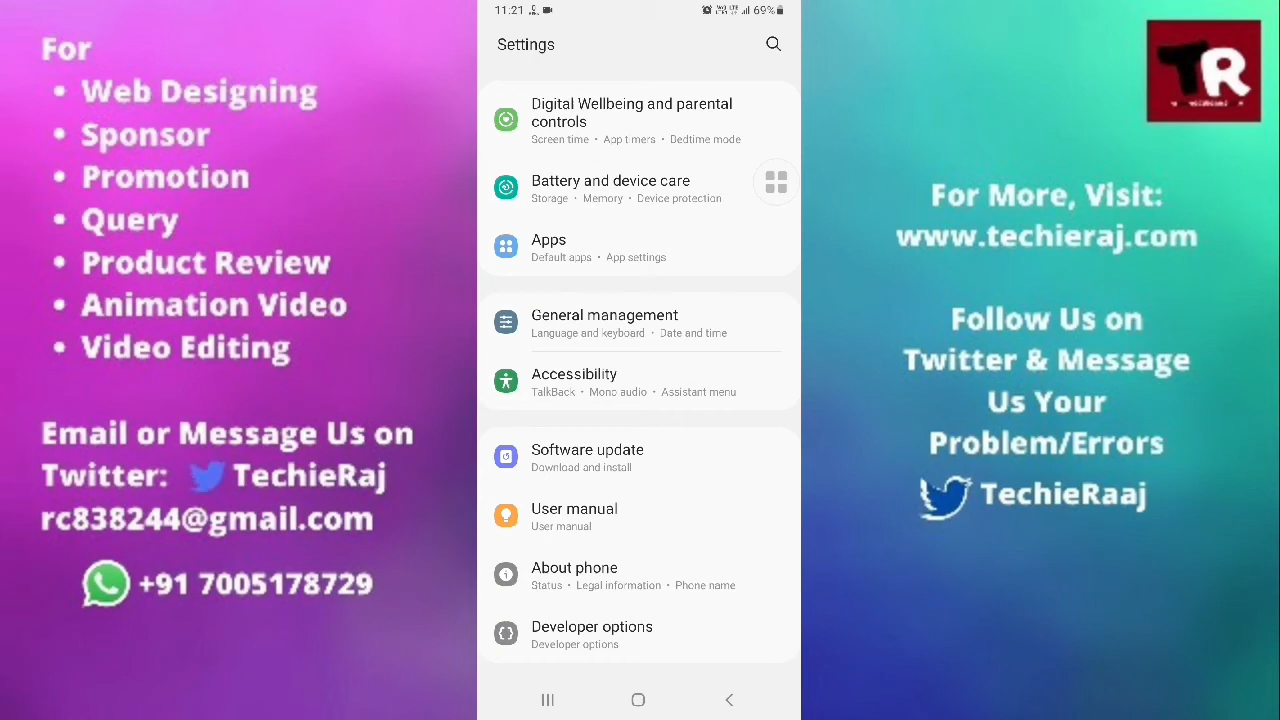 For
• Web Designing
• Sponsor
• Promotion
• Query
• Product Review
• Animation Video
• Video Editing
Email or Message Us on
Twitter: TechieRaj
rc838244@gmail.com
+91 7005178729
11:21 69%
Settings
Digital Wellbeing and parental
controls
Screen time • App timers • Bedtime mode
Battery and device care
Storage • Memory • Device protection
Apps
Default apps • App settings
General management
Language and keyboard • Date and time
Accessibility
TalkBack • Mono audio • Assistant menu
Software update
Download and install
User manual
User manual
About phone
Status • Legal information • Phone name
Developer options
Developer options
TR
For More, Visit:
www.techieraj.com
Follow Us on
Twitter & Message
Us Your
Problem/Errors
TechieRaaj